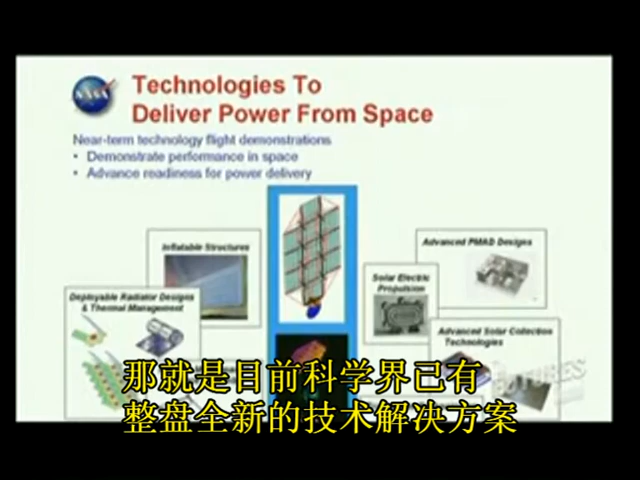 NASA
Technologies To
Deliver Power From Space
Near-term technology flight demonstrations
• Demonstrate performance in space
• Advance readiness for power delivery
Inflatable Structures
Advanced PMAD Designs
Solar Electric
Propulsion
Deployable Radiator Designs
& Thermal Management
Advanced Solar Collection
Technologies
FUTURES
那就是目前科学界已有
整盘全新的技术解决方案